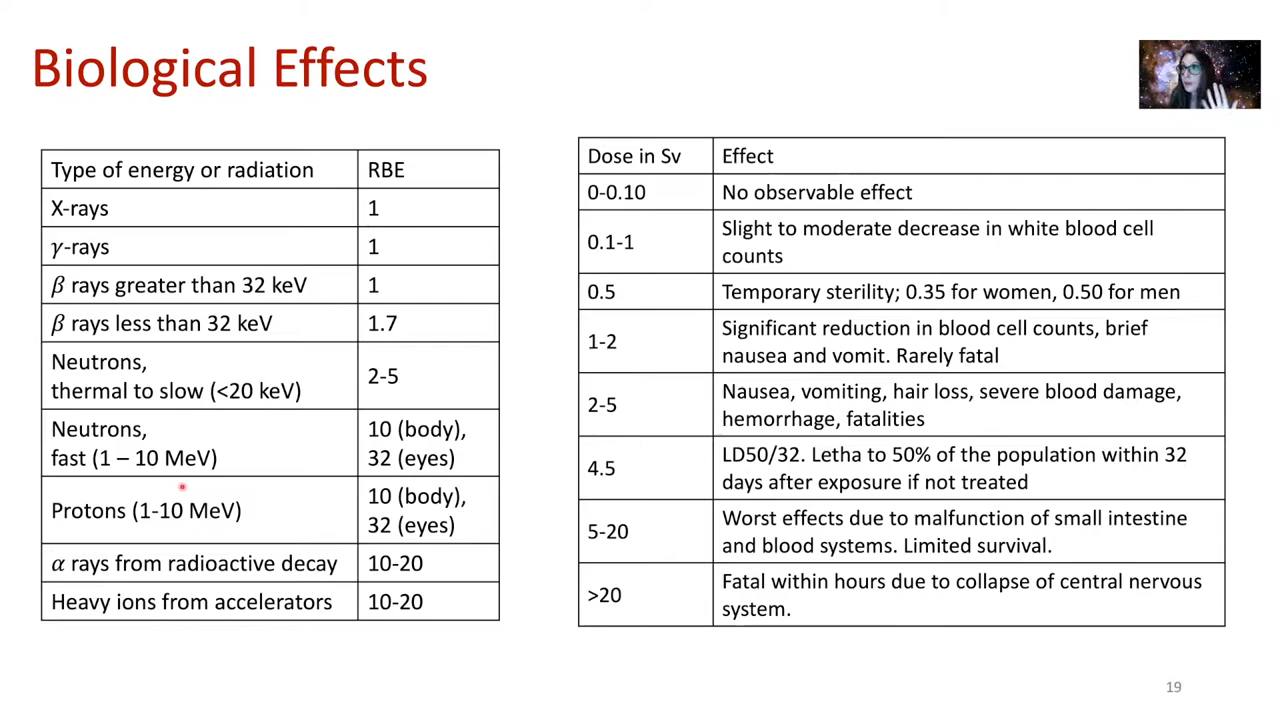 Biological Effects
Type of energy or radiation RBE
X-rays 1
γ-rays 1
β rays greater than 32 keV 1
β rays less than 32 keV 1.7
Neutrons,
thermal to slow (<20 keV) 2-5
Neutrons, 10 (body),
fast (1 – 10 MeV) 32 (eyes)
Protons (1-10 MeV) 10 (body),
32 (eyes)
α rays from radioactive decay 10-20
Heavy ions from accelerators 10-20
Dose in Sv Effect
0-0.10 No observable effect
0.1-1 Slight to moderate decrease in white blood cell
counts
0.5 Temporary sterility; 0.35 for women, 0.50 for men
1-2 Significant reduction in blood cell counts, brief
nausea and vomit. Rarely fatal
2-5 Nausea, vomiting, hair loss, severe blood damage,
hemorrhage, fatalities
4.5 LD50/32. Letha to 50% of the population within 32
days after exposure if not treated
5-20 Worst effects due to malfunction of small intestine
and blood systems. Limited survival.
>20 Fatal within hours due to collapse of central nervous
system.
19